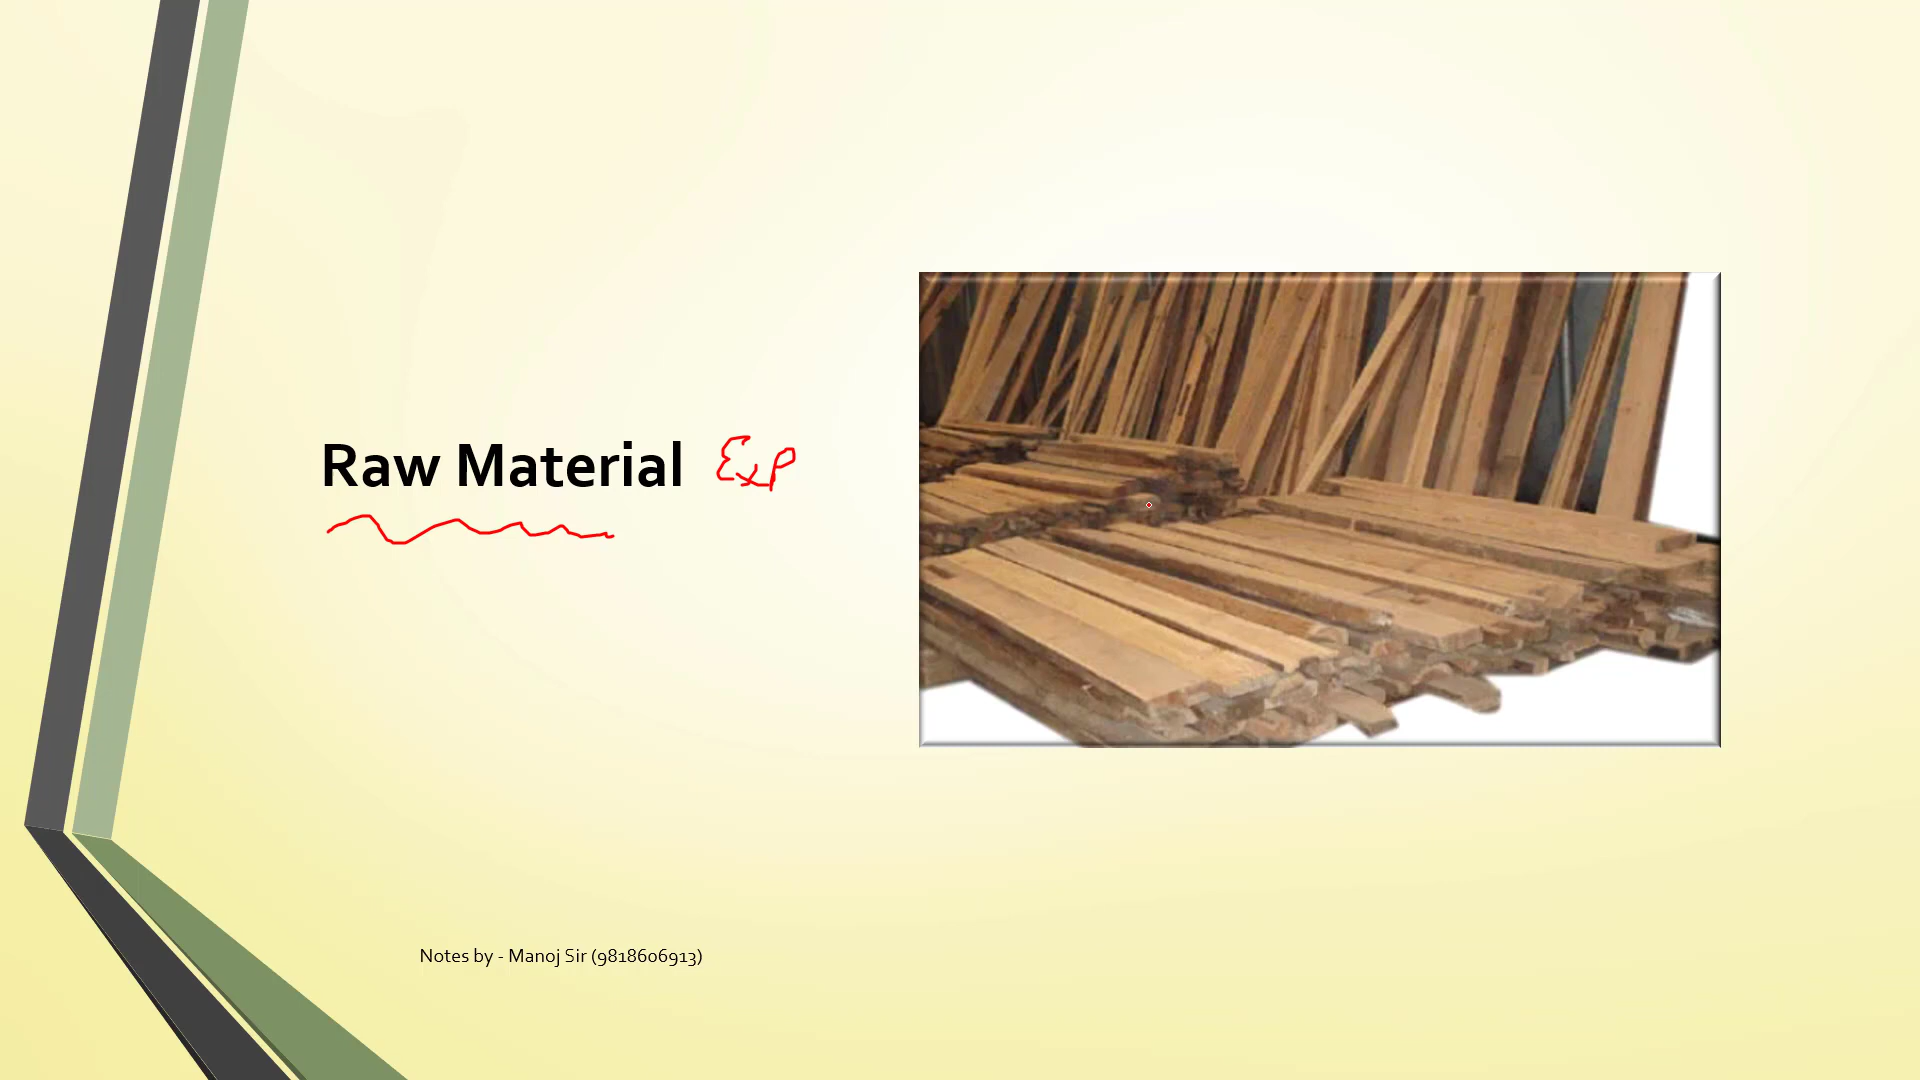 Raw Material Exp
Notes by - Manoj Sir (9818606913)